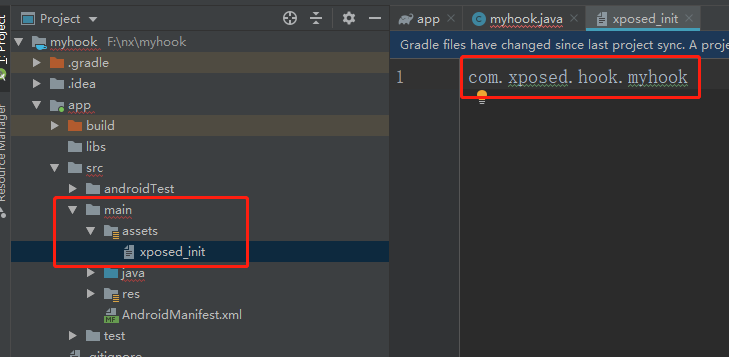 Project
app
myhook.java
xposed_init
Gradle files have changed since last project sync. A proje
1: Project
Resource Manager
myhook F:\nx\myhook
.gradle
.idea
app
build
libs
src
androidTest
main
assets
xposed_init
java
res
MF
AndroidManifest.xml
test
.gitignore
1
com.xposed.hook.myhook